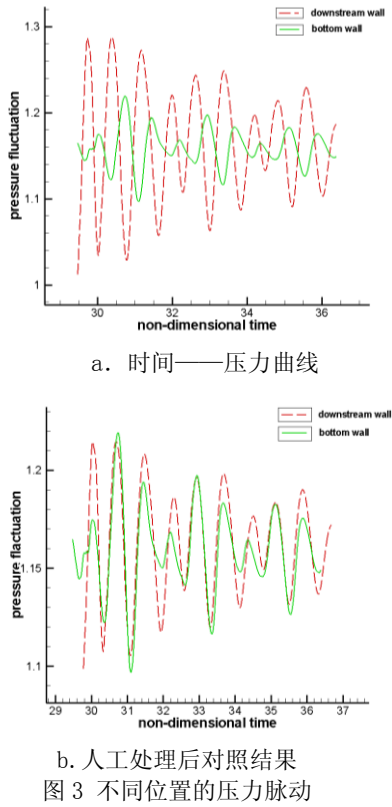 downstream wall
bottom wall
pressure fluctuation
1.3
1.2
1.1
1
30
32
34
36
non-dimensional time
a. 时间——压力曲线
downstream wall
bottom wall
pressure flactuation
1.2
1.15
1.1
29
30
31
32
33
34
35
36
37
non-dimensional time
b.人工处理后对照结果
图 3 不同位置的压力脉动